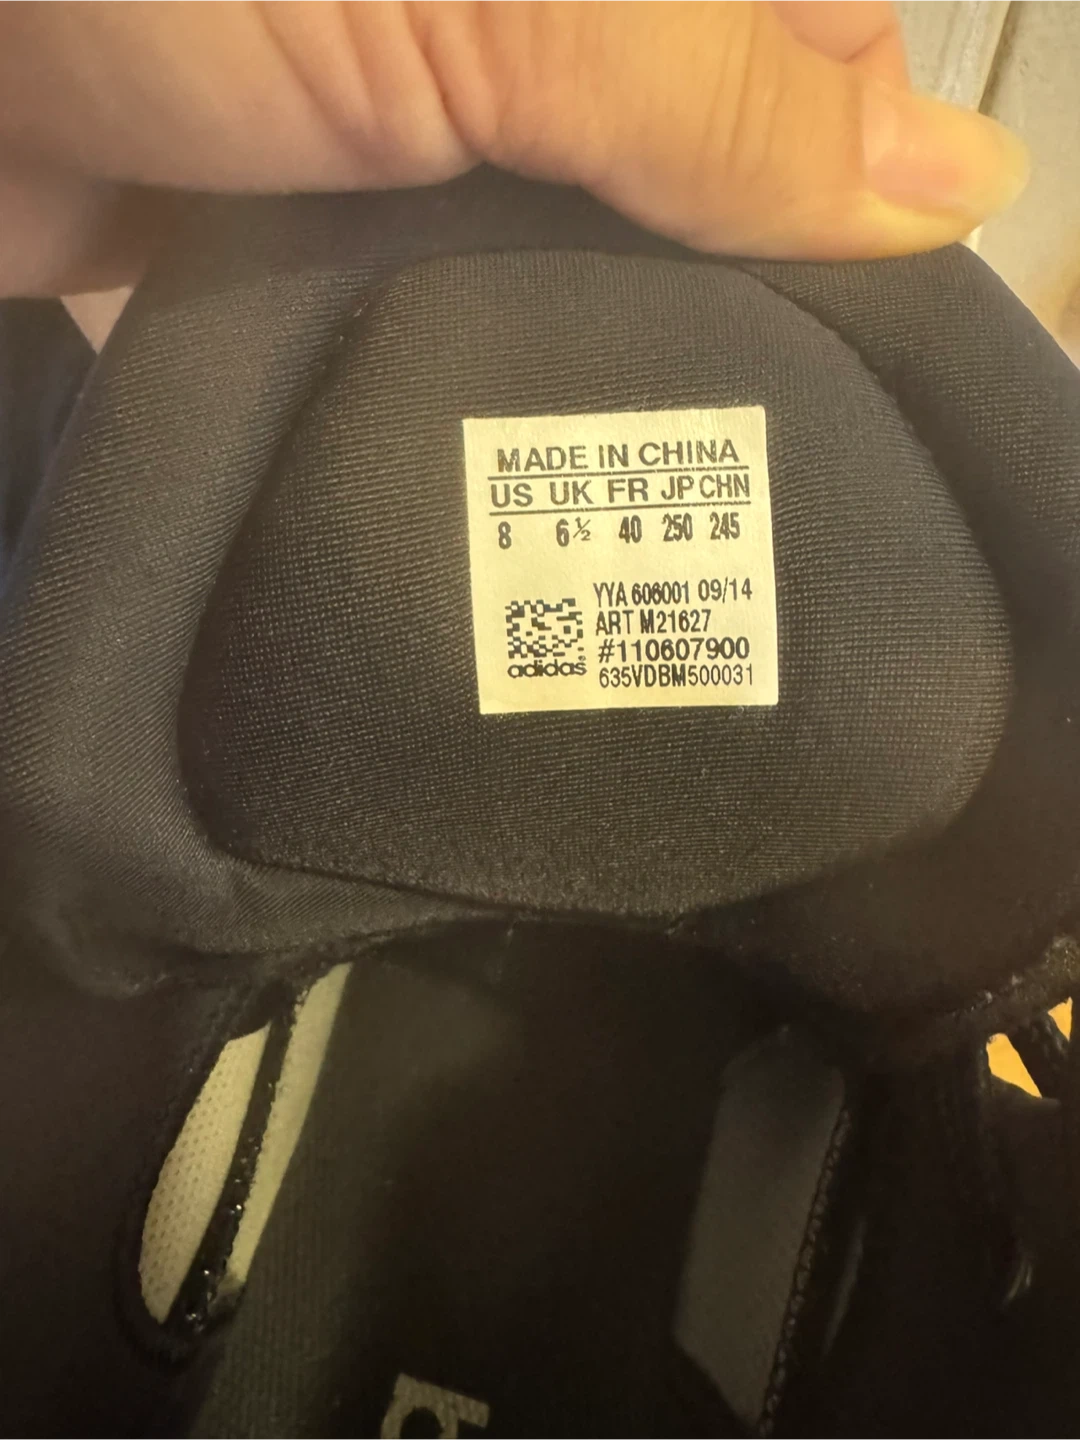 MADE IN CHINA
US UK FR JP CHN
8 6½ 40 250 245
YYA 606001 09/14
ART M21627
#110607900
adidas 635VDBM500031